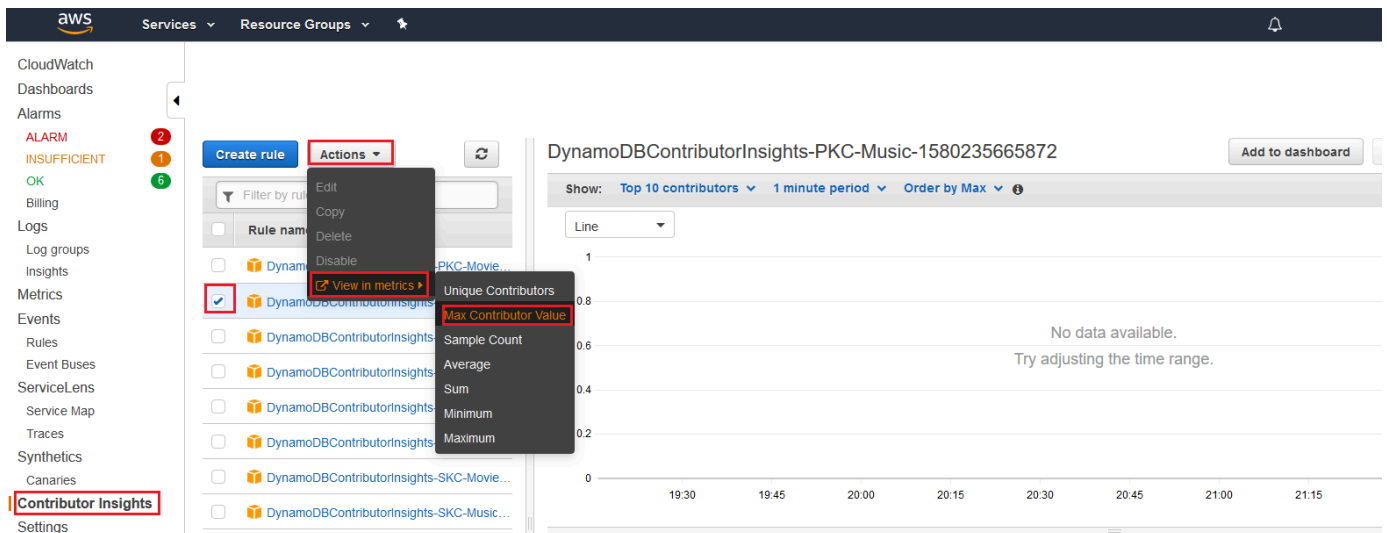 aws Services Resource Groups
CloudWatch
Dashboards
Alarms
ALARM 2
INSUFFICIENT 1
OK 6
Billing
Logs
Log groups
Insights
Metrics
Events
Rules
Event Buses
ServiceLens
Service Map
Traces
Synthetics
Canaries
Contributor Insights
Settings
Create rule Actions
Filter by rul
Rule nam
Dynam -PKC-Movie...
DynamoDBContributorInsights-
DynamoDBContributorInsights-
DynamoDBContributorInsights-
DynamoDBContributorInsights-
DynamoDBContributorInsights-
DynamoDBContributorInsights-SKC-Movie...
DynamoDBContributorInsights-SKC-Music...
Edit
Copy
Delete
Disable
View in metrics
Unique Contributors
Max Contributor Value
Sample Count
Average
Sum
Minimum
Maximum
DynamoDBContributorInsights-PKC-Music-1580235665872 Add to dashboard
Show: Top 10 contributors 1 minute period Order by Max
Line
1
0.8
0.6
0.4
0.2
0
No data available.
Try adjusting the time range.
19:30 19:45 20:00 20:15 20:30 20:45 21:00 21:15